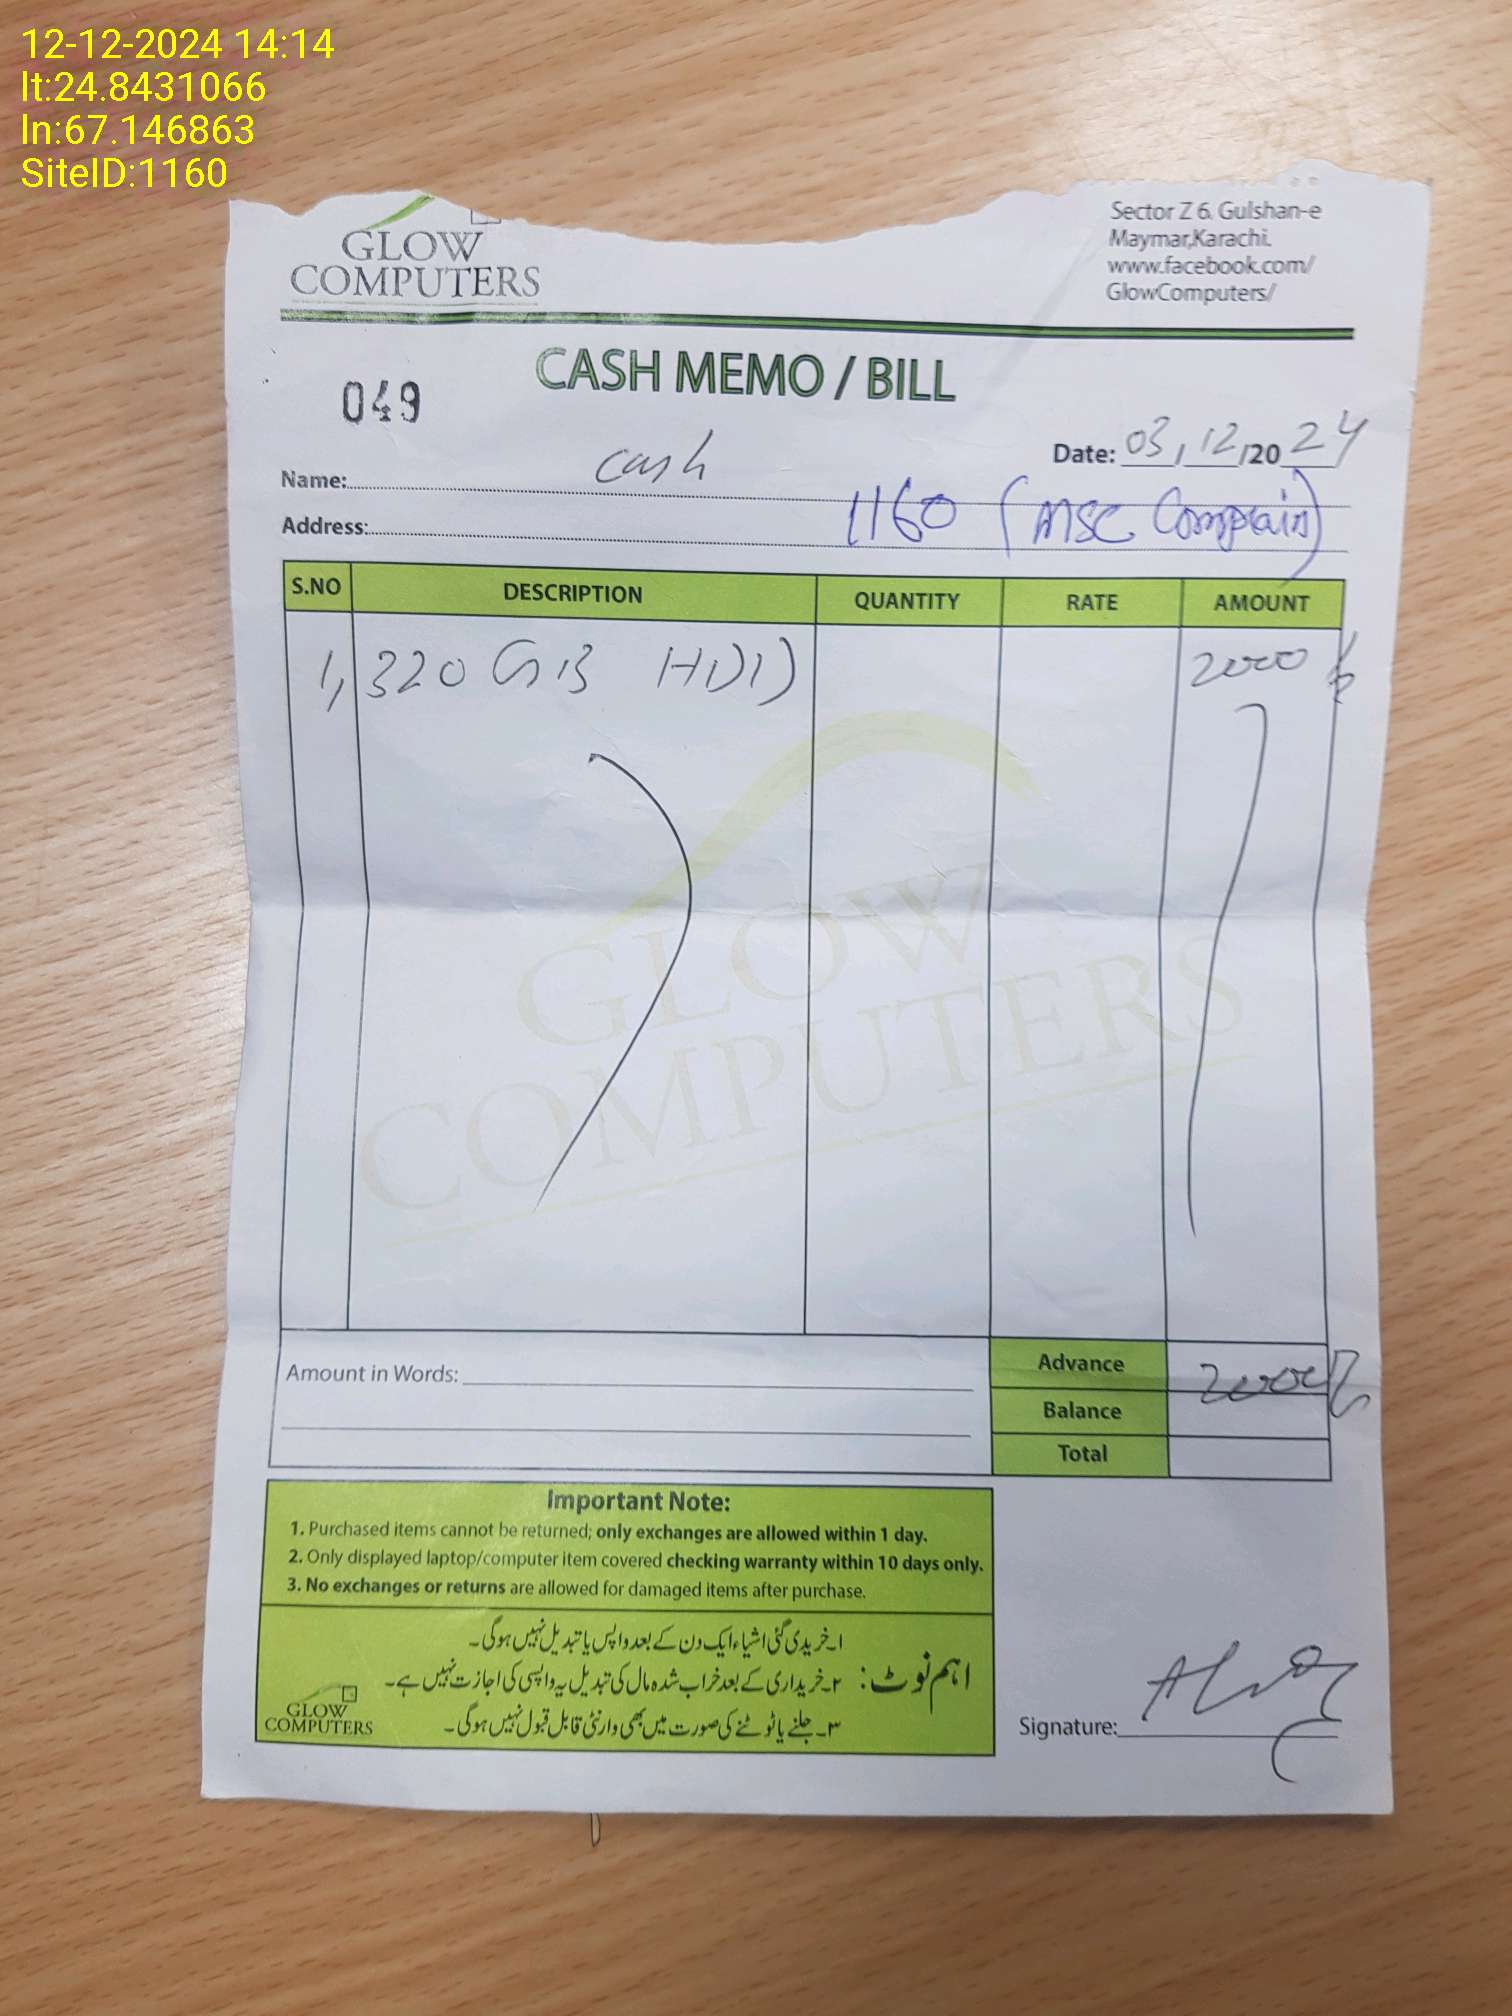 12-12-2024 14:14
lt:24.8431066
ln:67.146863
SiteID:1160
GLOW
COMPUTERS
Sector Z 6, Gulshan-e
Maymar,Karachi.
www.facebook.com/
GlowComputers/
CASH MEMO / BILL
049
Date: 03, 12/20 24
Name: cash
Address: 1160 (MSC Complain)
S.NO DESCRIPTION QUANTITY RATE AMOUNT
1, 320 GB HDD 2000
GLOW
COMPUTERS
Amount in Words:
Advance 2000
Balance
Total
Important Note:
1. Purchased items cannot be returned; only exchanges are allowed within 1 day.
2. Only displayed laptop/computer item covered checking warranty within 10 days only.
3. No exchanges or returns are allowed for damaged items after purchase.
اہم نوٹ:
۱۔خریدی گئی اشیاء ایک دن کے بعد واپس یا تبدیل نہیں ہوگی۔
۲۔خریداری کے بعد خراب شدہ مال کی تبدیل یہ واپسی کی اجازت نہیں ہے۔
۳۔جلنے یا ٹوٹنے کی صورت میں بھی وارنٹی قابل قبول نہیں ہوگی۔
GLOW
COMPUTERS
Signature: